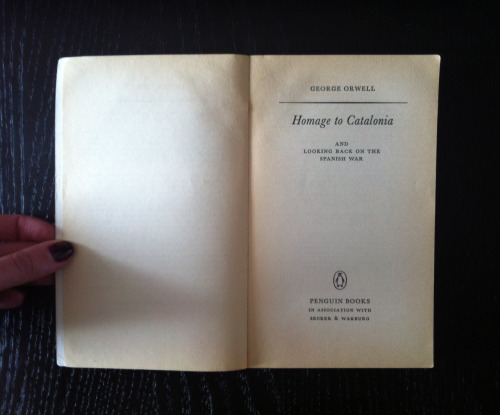 GEORGE ORWELL
Homage to Catalonia
AND
LOOKING BACK ON THE
SPANISH WAR
PENGUIN BOOKS
IN ASSOCIATION WITH
SECKER & WARBURG